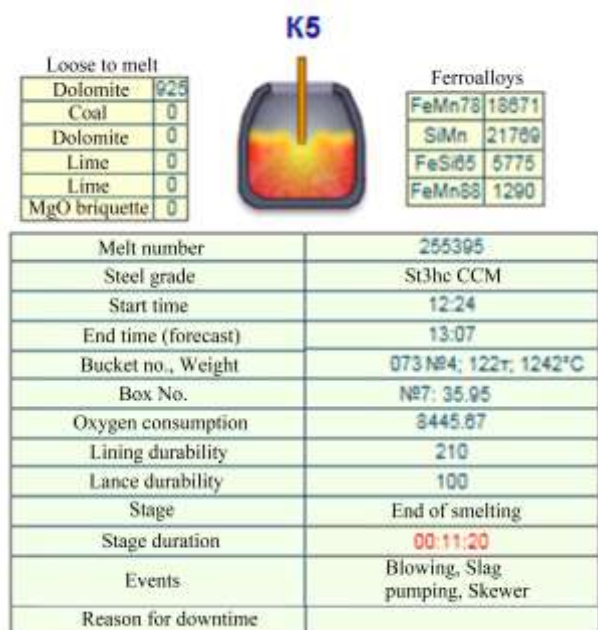 K5
Loose to melt
Dolomite 925
Coal 0
Dolomite 0
Lime 0
Lime 0
MgO briquette 0
Ferroalloys
FeMn78 18671
SiMn 21769
FeSi65 5775
FeMn88 1290
Melt number 255395
Steel grade St3hc CCM
Start time 12:24
End time (forecast) 13:07
Bucket no., Weight 073 №4; 122т; 1242°C
Box No. №7: 35.95
Oxygen consumption 8445.67
Lining durability 210
Lance durability 100
Stage End of smelting
Stage duration 00:11:20
Events Blowing, Slag
pumping, Skewer
Reason for downtime